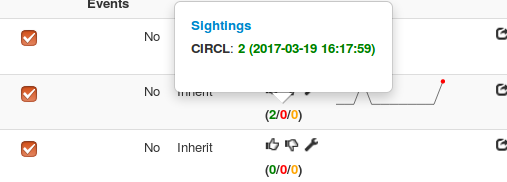 Events
Sightings
No
CIRCL: 2 (2017-03-19 16:17:59)
No Inherit
(2/0/0)
No Inherit
(0/0/0)